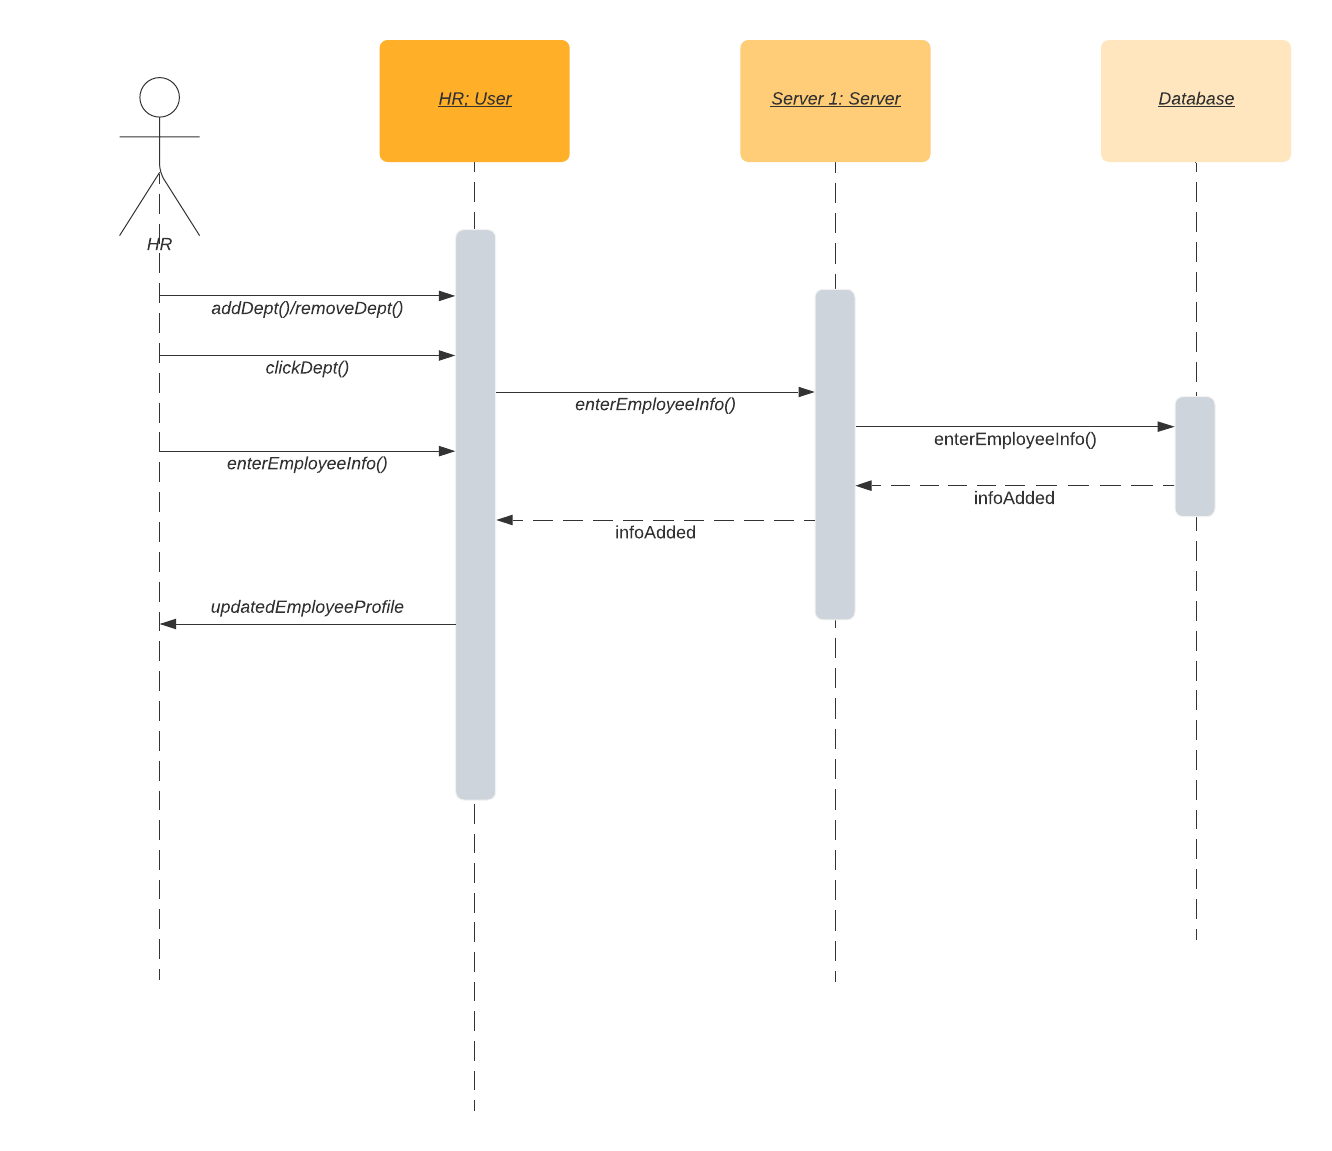 HR; User
Server 1: Server
Database
HR
addDept()/removeDept()
clickDept()
enterEmployeeInfo()
enterEmployeeInfo()
enterEmployeeInfo()
infoAdded
infoAdded
updatedEmployeeProfile